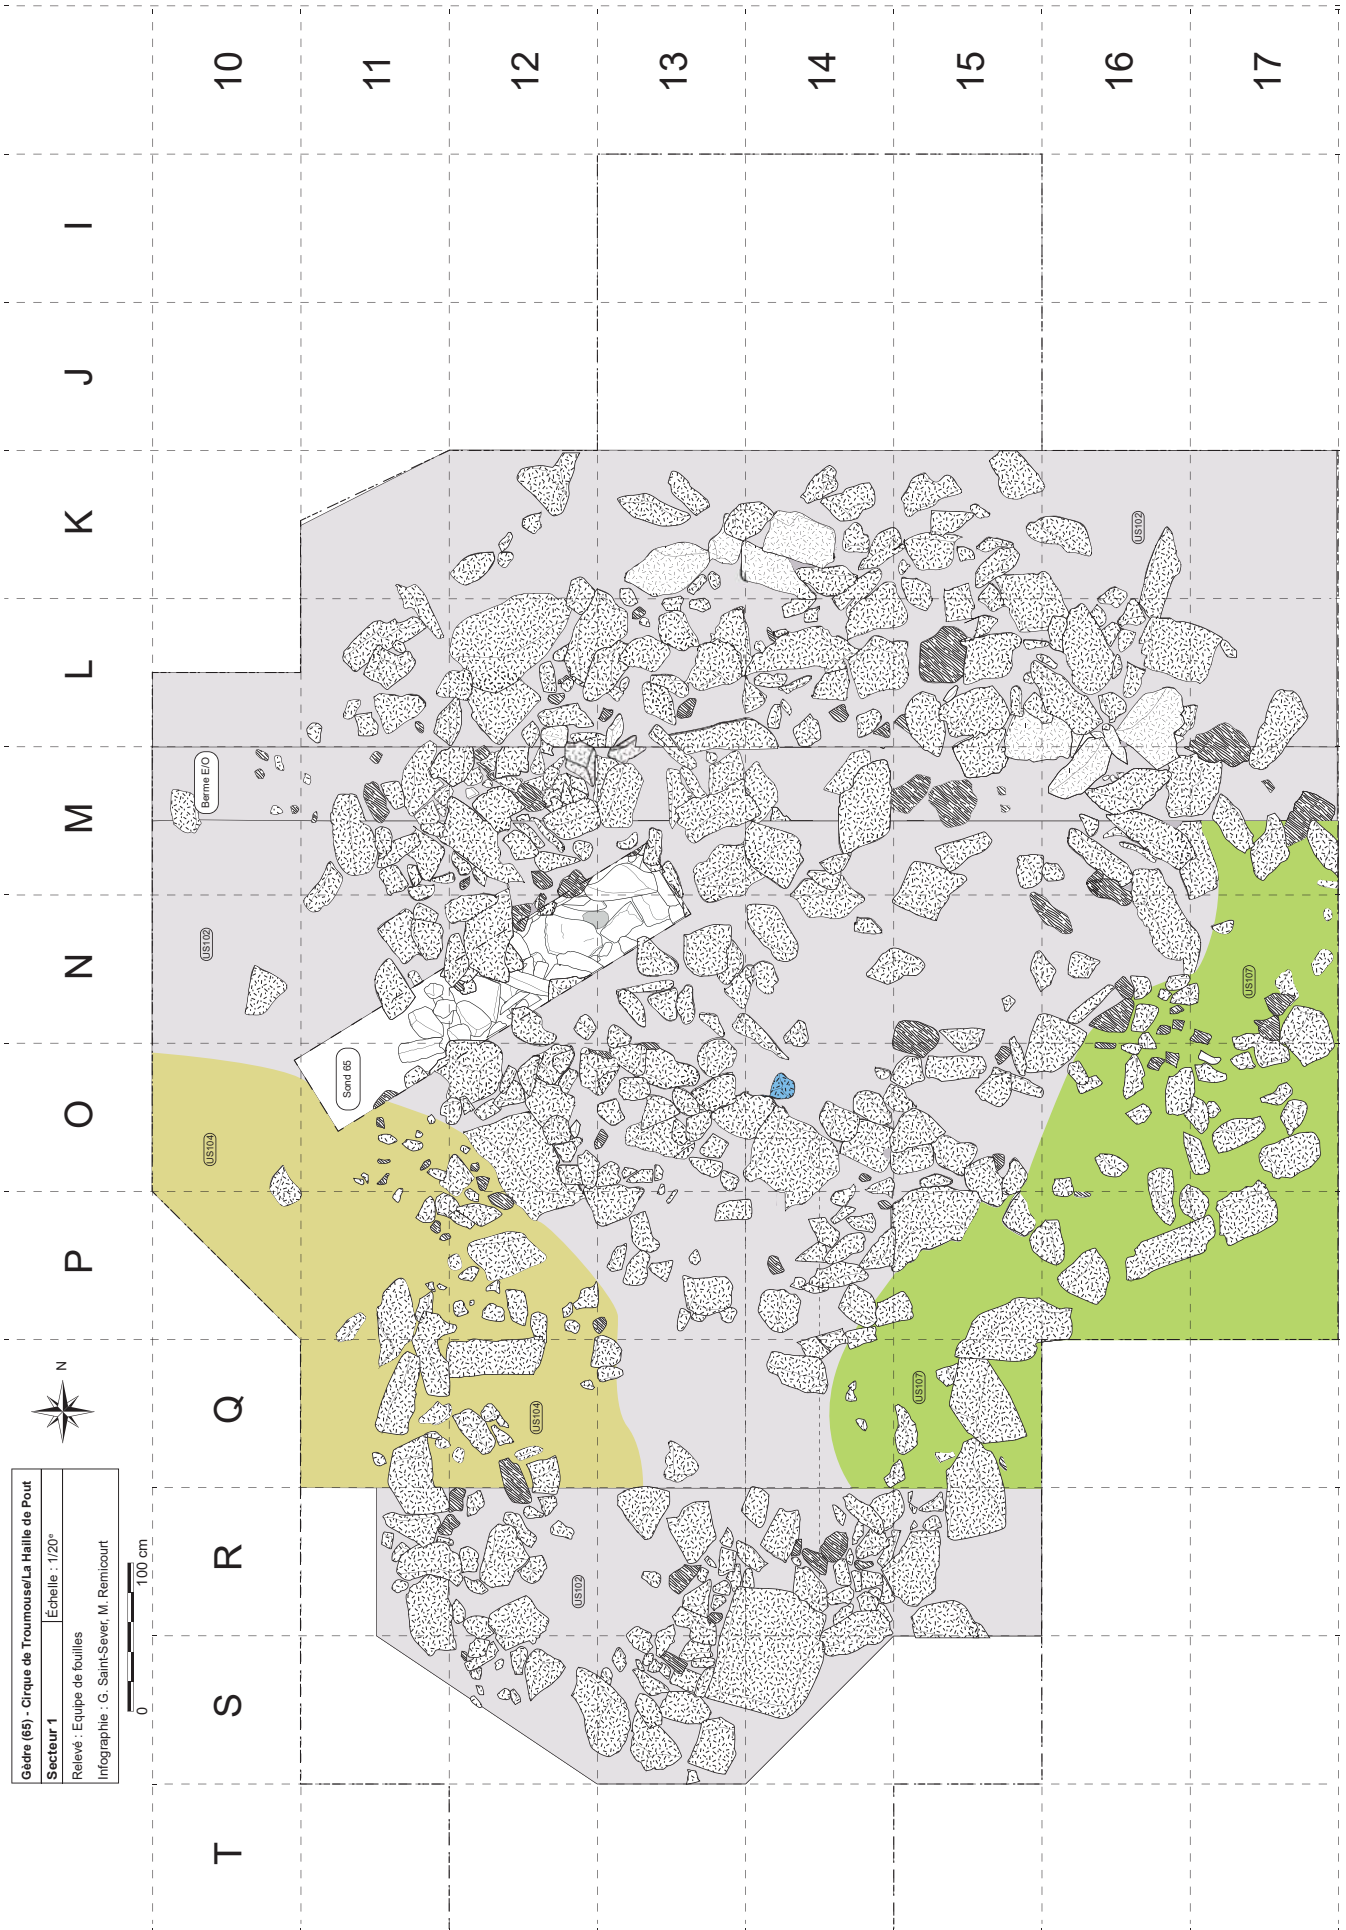 10
11
12
13
14
15
16
17
I
J
K
L
M
N
O
P
Q
R
S
T
US102
Berme E/O
US102
US107
Sond 65
US104
US107
US104
US102
N
Gèdre (65) - Cirque de Troumouse/La Haille de Pout
Secteur 1
Échelle : 1/20e
Relevé : Equipe de fouilles
Infographie : G. Saint-Sever, M. Remicourt
0
100 cm